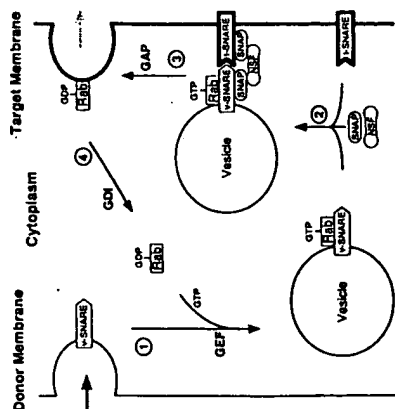 Donor Membrane
Cytoplasm
Target Membrane
v-SNARE
①
GEF
GTP
GDP
Rab
GDI
④
GDP
Rab
GAP
③
GTP
Rab
v-SNARE
t-SNARE
SNAP
SNAP
NSF
Vesicle
②
SNAP
NSF
t-SNARE
GTP
Rab
v-SNARE
Vesicle